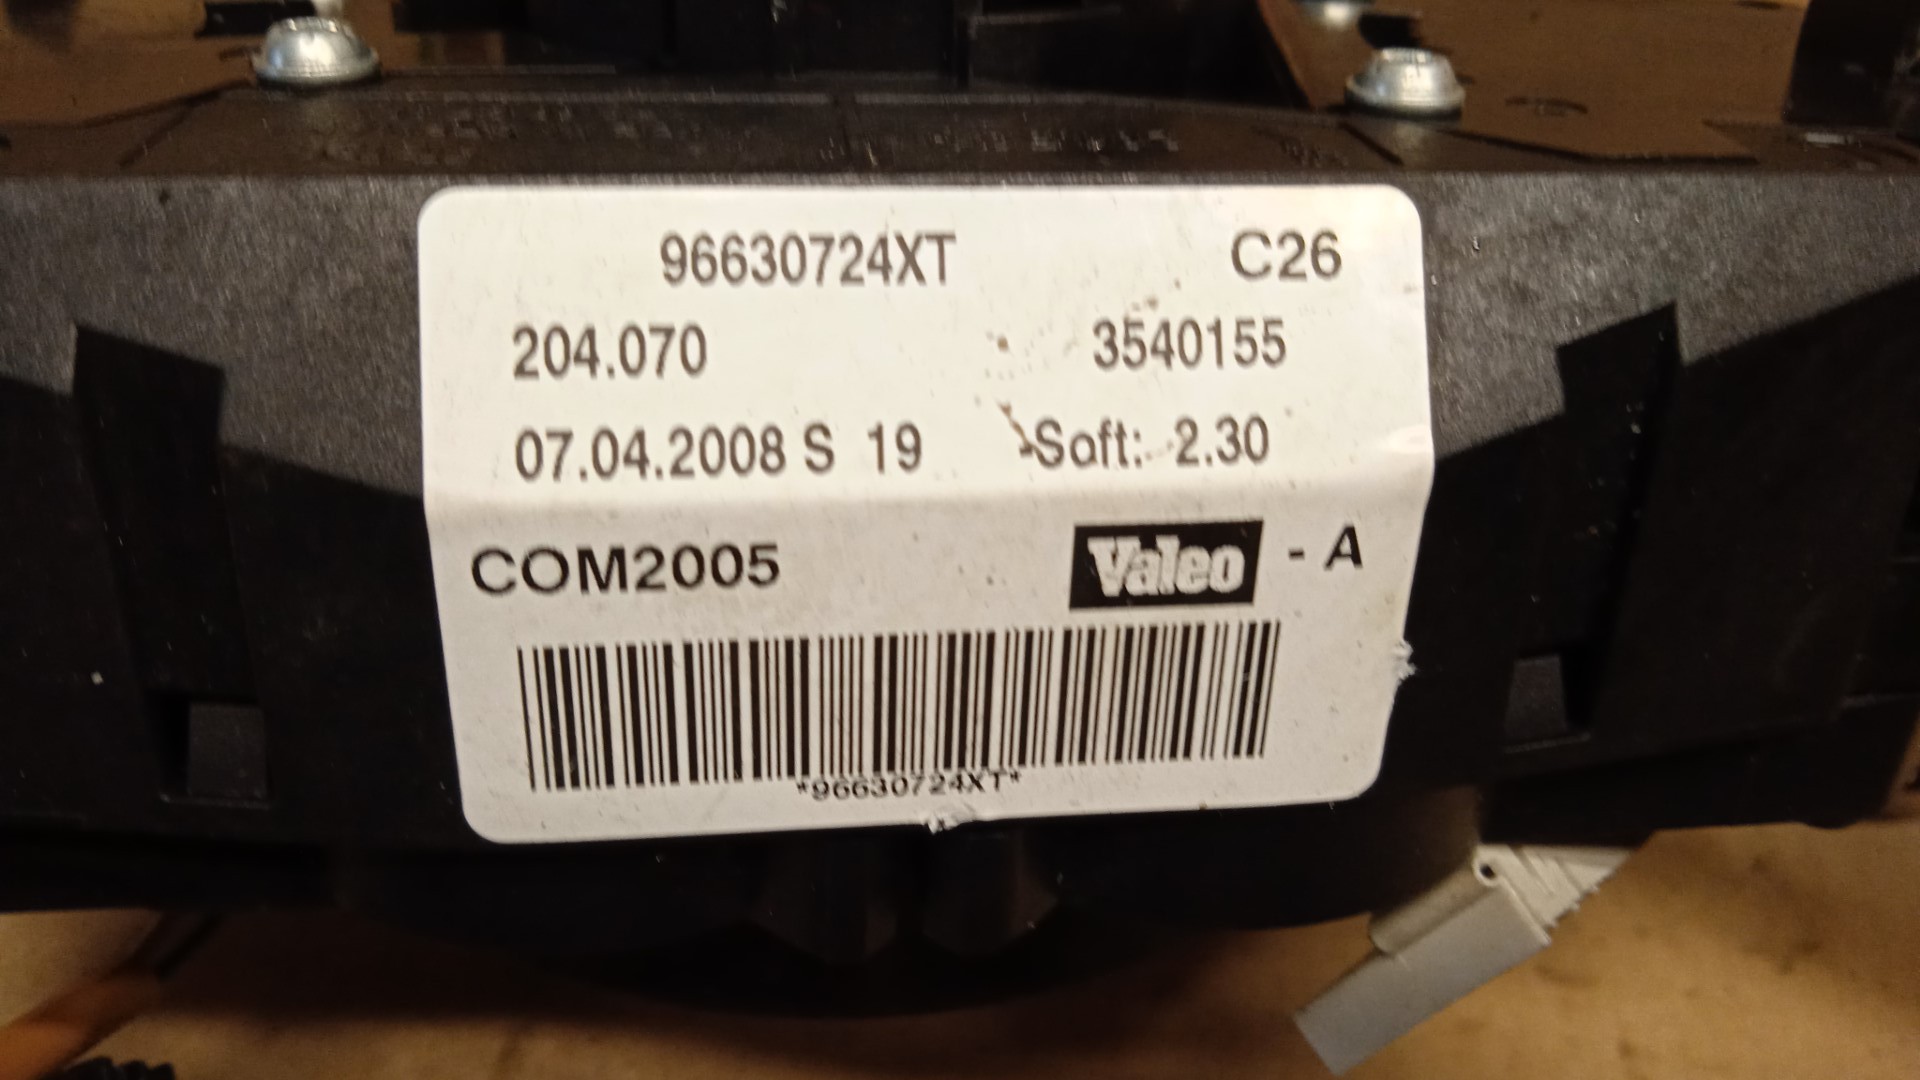 96630724XT C26
204.070 3540155
07.04.2008 S 19 Soft: 2.30
COM2005 Valeo - A
*96630724XT*